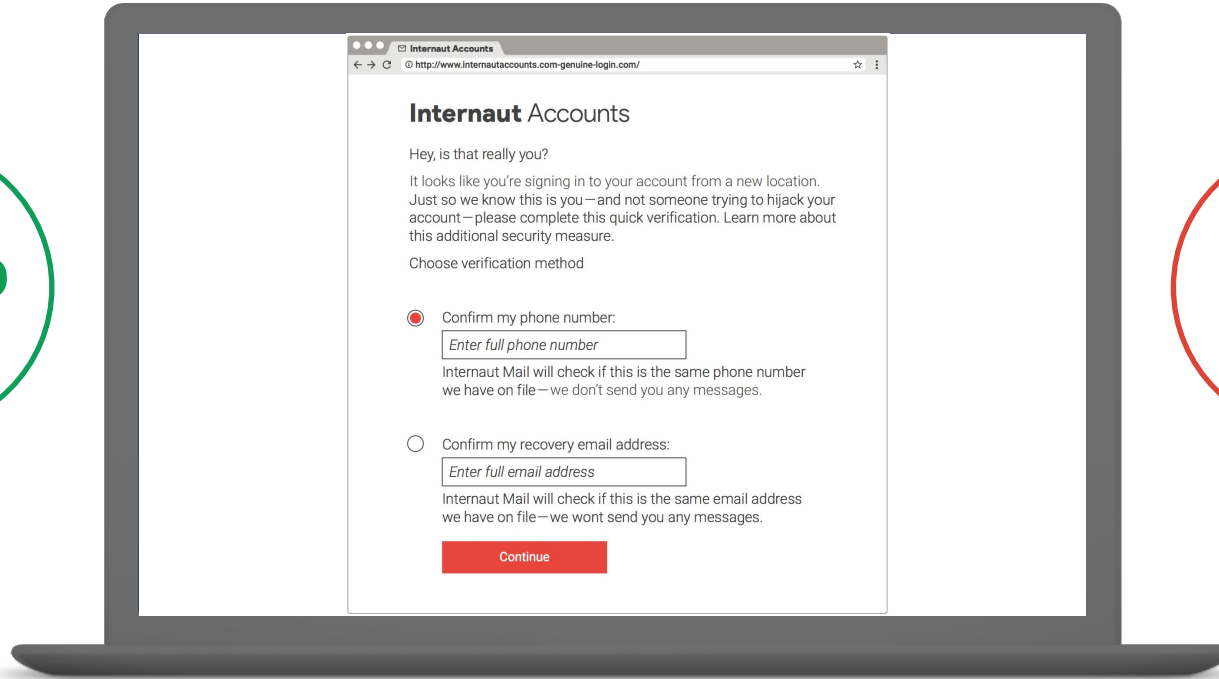 Internaut Accounts
http://www.internautaccounts.com-genuine-login.com/
Internaut Accounts
Hey, is that really you?
It looks like you're signing in to your account from a new location.
Just so we know this is you—and not someone trying to hijack your
account—please complete this quick verification. Learn more about
this additional security measure.
Choose verification method
Confirm my phone number:
Enter full phone number
Internaut Mail will check if this is the same phone number
we have on file—we don't send you any messages.
Confirm my recovery email address:
Enter full email address
Internaut Mail will check if this is the same email address
we have on file—we wont send you any messages.
Continue